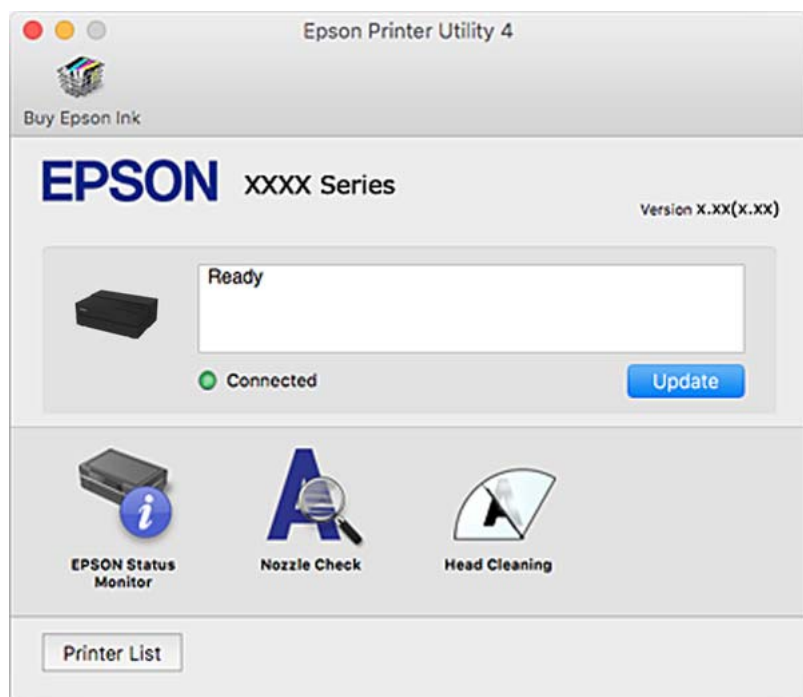 Epson Printer Utility 4
Buy Epson Ink
EPSON XXXX Series
Version X.XX(X.XX)
Ready
Connected
Update
EPSON Status
Monitor
Nozzle Check
Head Cleaning
Printer List